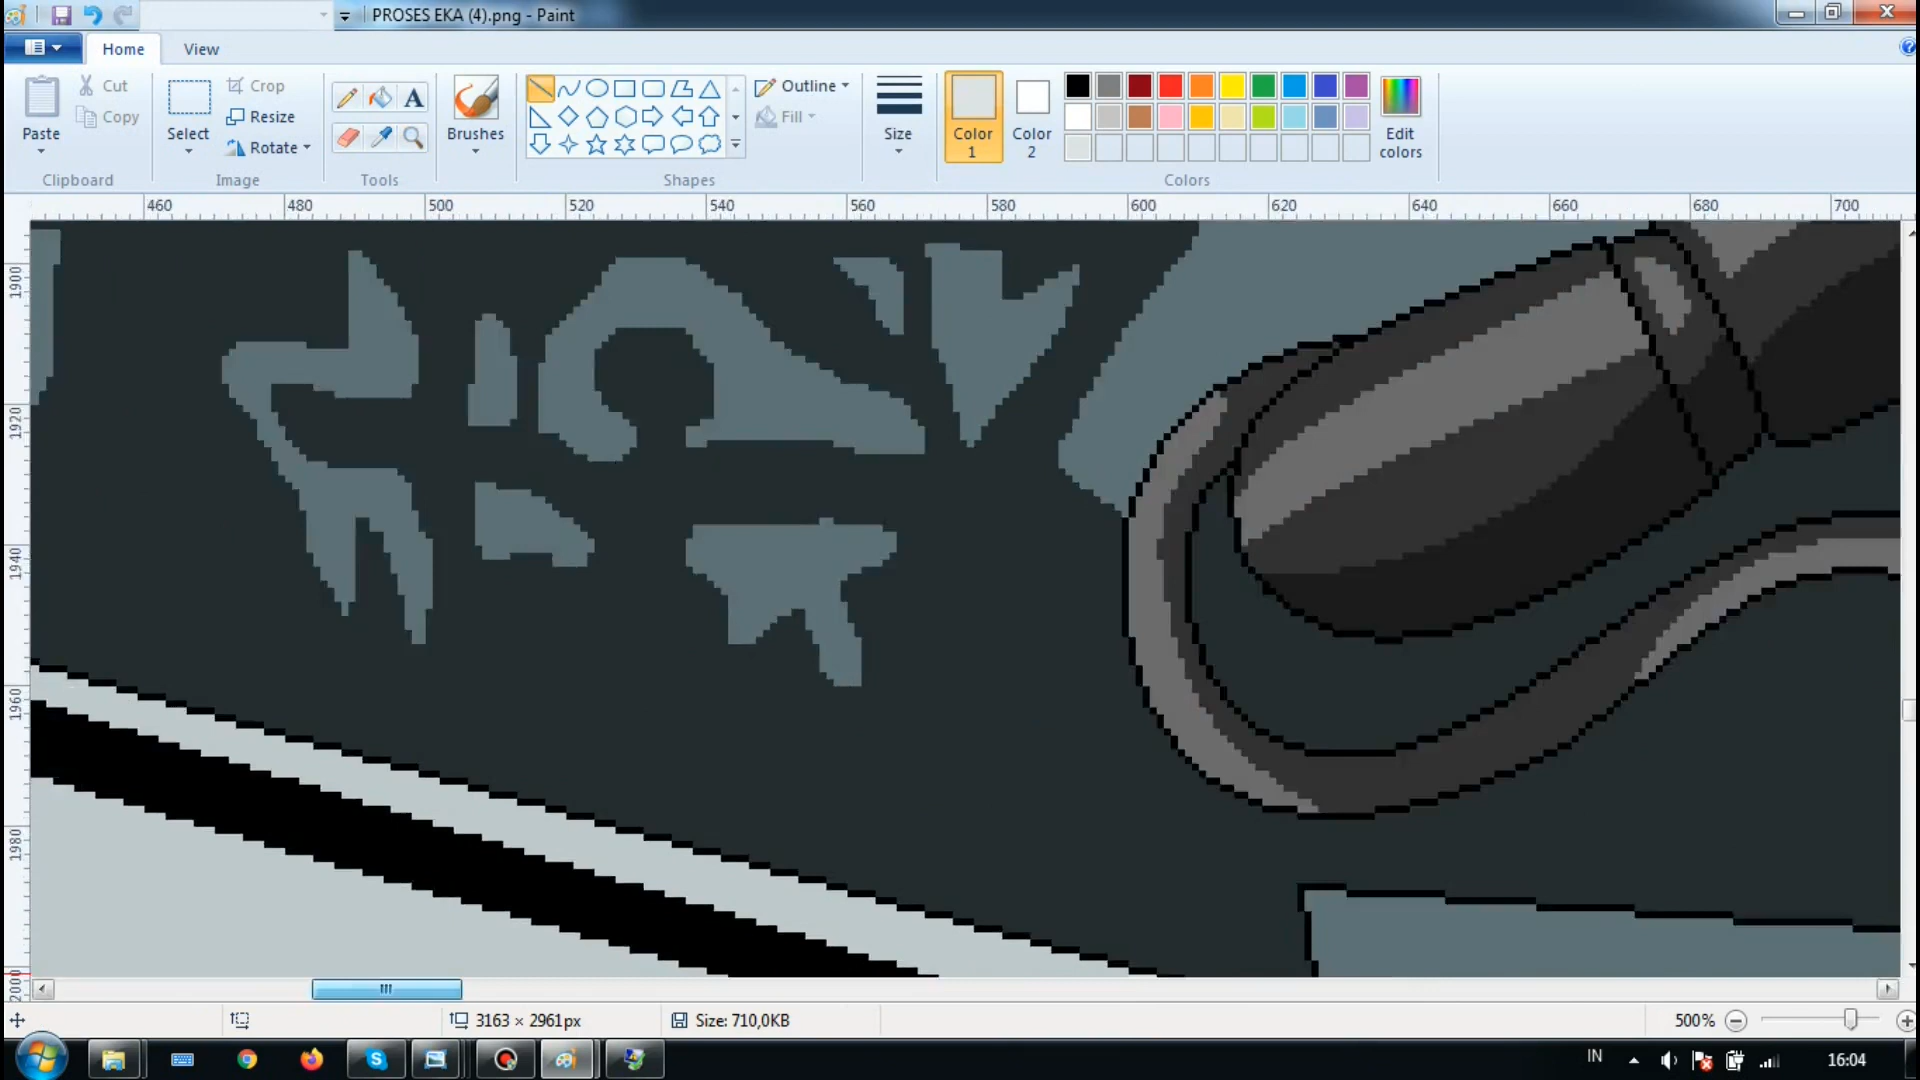 PROSES EKA (4).png - Paint
Home View
Cut
Copy
Paste
Clipboard
Select
Crop
Resize
Rotate
Image
A
Tools
Brushes
Outline
Fill
Shapes
Size
Color
1
Color
2
Edit
colors
Colors
460 480 500 520 540 560 580 600 620 640 660 680 700
1900
1920
1940
1960
1980
2000
3163 × 2961px
Size: 710,0KB
500%
IN
16:04